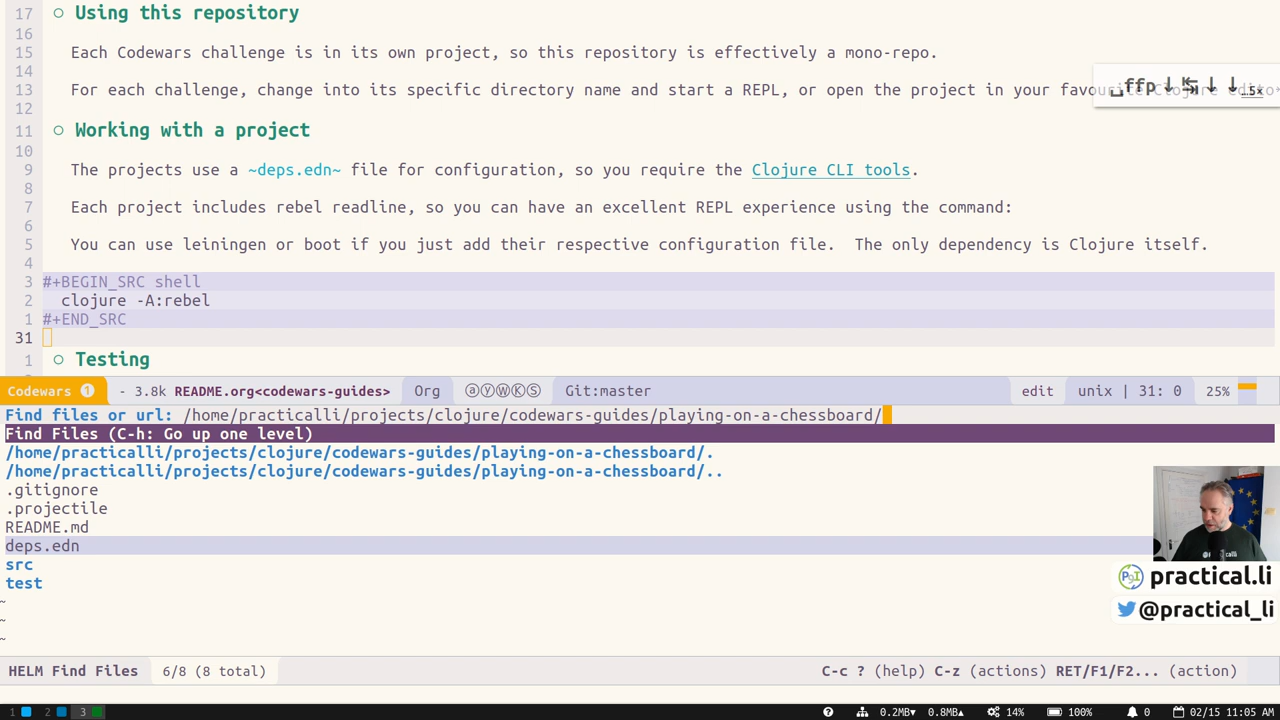 17 ○ Using this repository
16
15 Each Codewars challenge is in its own project, so this repository is effectively a mono-repo.
14
13 For each challenge, change into its specific directory name and start a REPL, or open the project in your favourite Clojure
12
11 ○ Working with a project
10
9 The projects use a ~deps.edn~ file for configuration, so you require the Clojure CLI tools.
8
7 Each project includes rebel readline, so you can have an excellent REPL experience using the command:
6
5 You can use leiningen or boot if you just add their respective configuration file.  The only dependency is Clojure itself.
4
3 #+BEGIN_SRC shell
2 clojure -A:rebel
1 #+END_SRC
31
1 ○ Testing
␣ffp↓↹↓↓..5×
Codewars ① - 3.8k README.org<codewars-guides> Org ⓐⓎⓌⓀⓈ Git:master edit unix | 31: 0 25%
Find files or url: /home/practicalli/projects/clojure/codewars-guides/playing-on-a-chessboard/
Find Files (C-h: Go up one level)
/home/practicalli/projects/clojure/codewars-guides/playing-on-a-chessboard/.
/home/practicalli/projects/clojure/codewars-guides/playing-on-a-chessboard/..
.gitignore
.projectile
README.md
deps.edn
src
test
~
~
~
practical.li
@practical_li
HELM Find Files 6/8 (8 total) C-c ? (help) C-z (actions) RET/F1/F2... (action)
1 2 3 0.2MB▾ 0.8MB▴ 14% 100% 0 02/15 11:05 AM